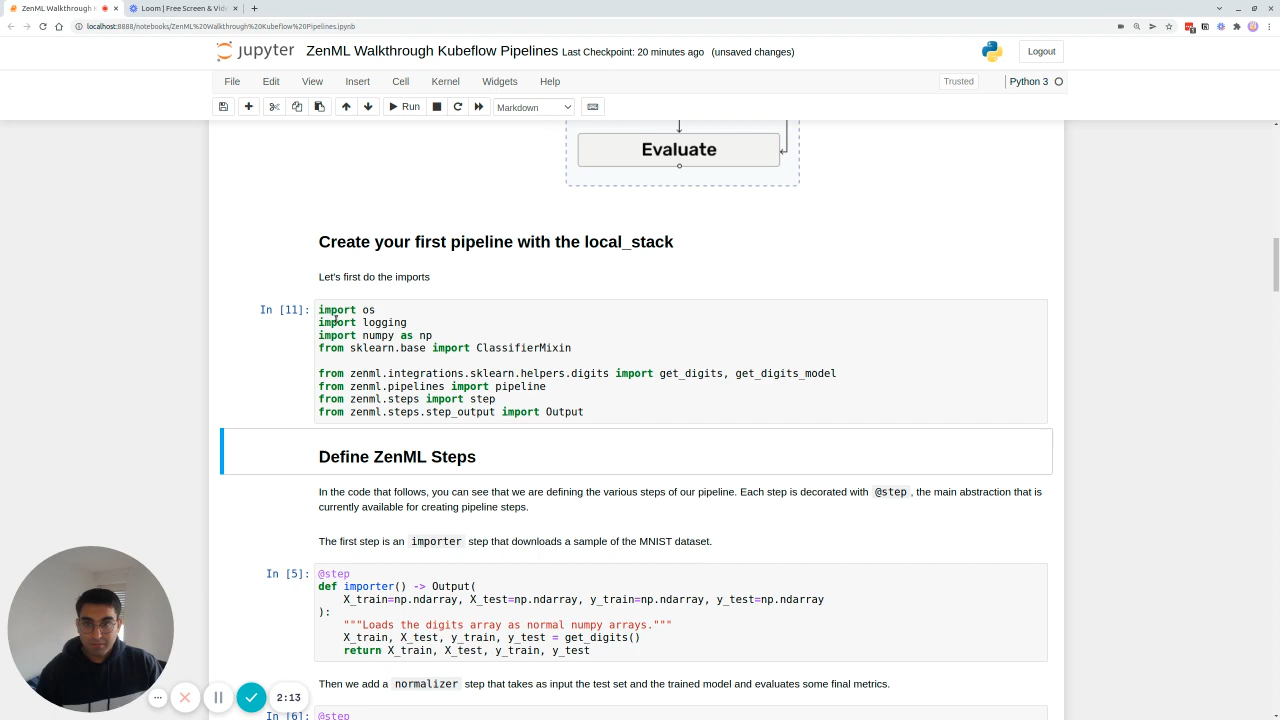 ZenML Walkthrough K
Loom | Free Screen & Vid
localhost:8888/notebooks/ZenML%20Walkthrough%20Kubeflow%20Pipelines.ipynb
jupyter ZenML Walkthrough Kubeflow Pipelines Last Checkpoint: 20 minutes ago (unsaved changes)
Logout
File Edit View Insert Cell Kernel Widgets Help
Trusted
Python 3
Run
Markdown
Evaluate
Create your first pipeline with the local_stack
Let's first do the imports
In [11]:
import os
import logging
import numpy as np
from sklearn.base import ClassifierMixin
from zenml.integrations.sklearn.helpers.digits import get_digits, get_digits_model
from zenml.pipelines import pipeline
from zenml.steps import step
from zenml.steps.step_output import Output
Define ZenML Steps
In the code that follows, you can see that we are defining the various steps of our pipeline. Each step is decorated with @step , the main abstraction that is
currently available for creating pipeline steps.
The first step is an importer step that downloads a sample of the MNIST dataset.
In [5]:
@step
def importer() -> Output(
X_train=np.ndarray, X_test=np.ndarray, y_train=np.ndarray, y_test=np.ndarray
):
"""Loads the digits array as normal numpy arrays."""
X_train, X_test, y_train, y_test = get_digits()
return X_train, X_test, y_train, y_test
Then we add a normalizer step that takes as input the test set and the trained model and evaluates some final metrics.
In [6]:
@step
2:13